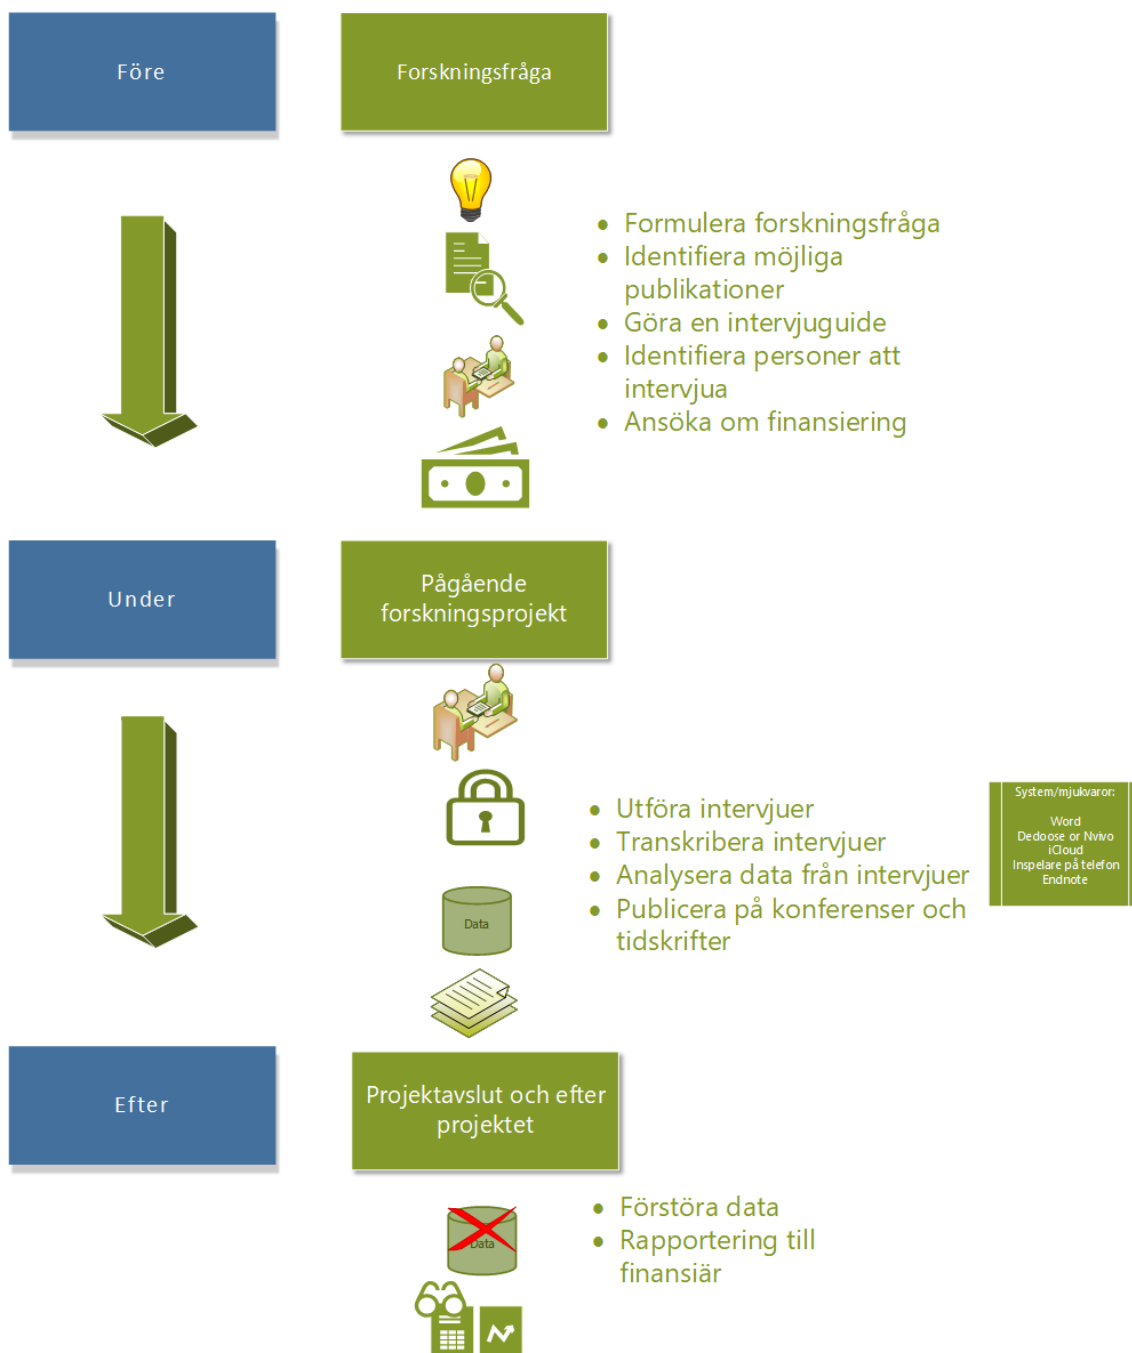 Före
Forskningsfråga
• Formulera forskningsfråga
• Identifiera möjliga
publikationer
• Göra en intervjuguide
• Identifiera personer att
intervjua
• Ansöka om finansiering
Under
Pågående
forskningsprojekt
• Utföra intervjuer
• Transkribera intervjuer
• Analysera data från intervjuer
• Publicera på konferenser och
tidskrifter
Data
System/mjukvaror:
Word
Dedoose or Nvivo
iCloud
Inspelare på telefon
Endnote
Efter
Projektavslut och efter
projektet
• Förstöra data
• Rapportering till
finansiär
Data